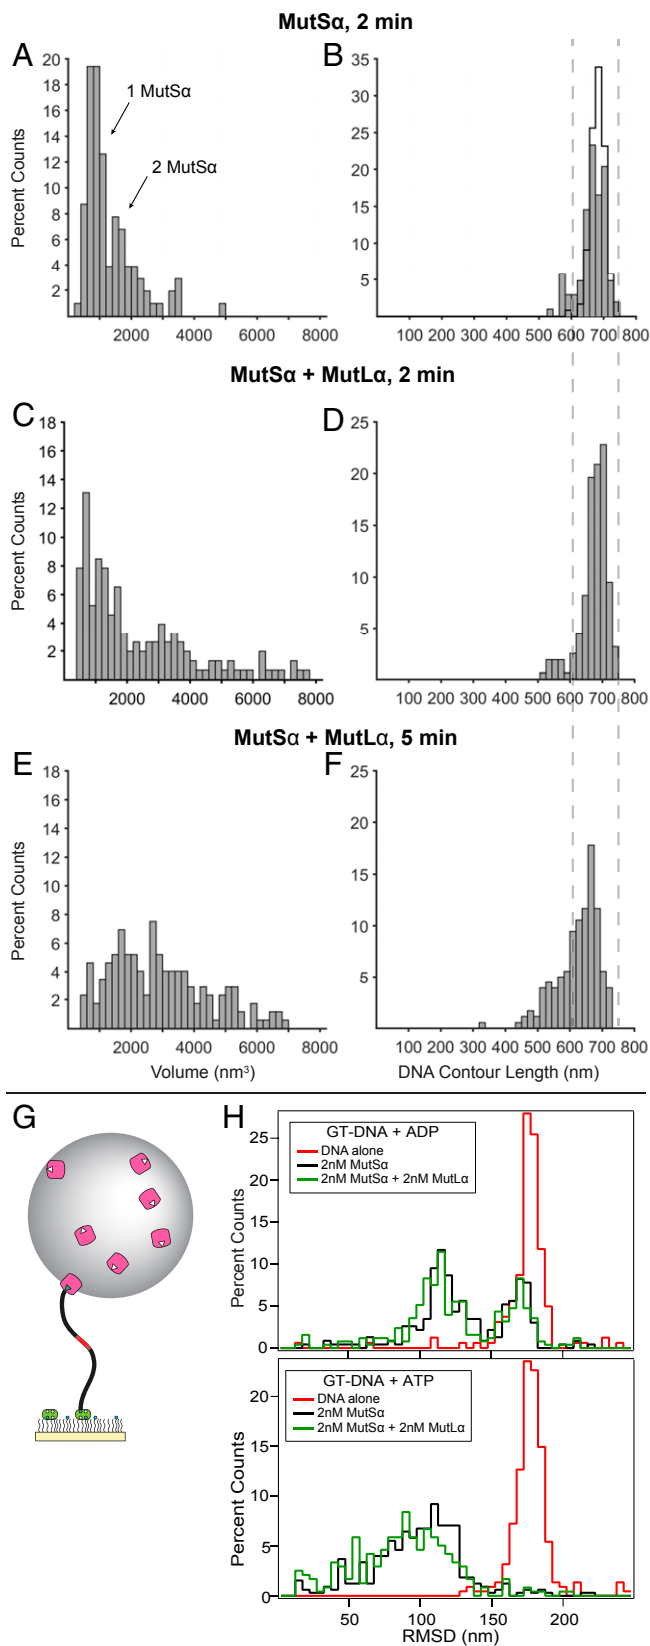 MutSα, 2 min
A
B
Percent Counts
20
18
16
14
12
10
8
6
4
2
1 MutSα
2 MutSα
2000 4000 6000 8000
35
30
25
20
15
10
5
100 200 300 400 500 600 700 800
MutSα + MutLα, 2 min
C
D
Percent Counts
18
16
14
12
10
8
6
4
2
2000 4000 6000 8000
25
20
15
10
5
100 200 300 400 500 600 700 800
MutSα + MutLα, 5 min
E
F
Percent Counts
18
16
14
12
10
8
6
4
2
2000 4000 6000 8000
Volume (nm³)
25
20
15
10
5
100 200 300 400 500 600 700 800
DNA Contour Length (nm)
G
H
Percent Counts
25
20
15
10
5
0
GT-DNA + ADP
DNA alone
2nM MutSα
2nM MutSα + 2nM MutLα
Percent Counts
20
15
10
5
0
GT-DNA + ATP
DNA alone
2nM MutSα
2nM MutSα + 2nM MutLα
50 100 150 200
RMSD (nm)